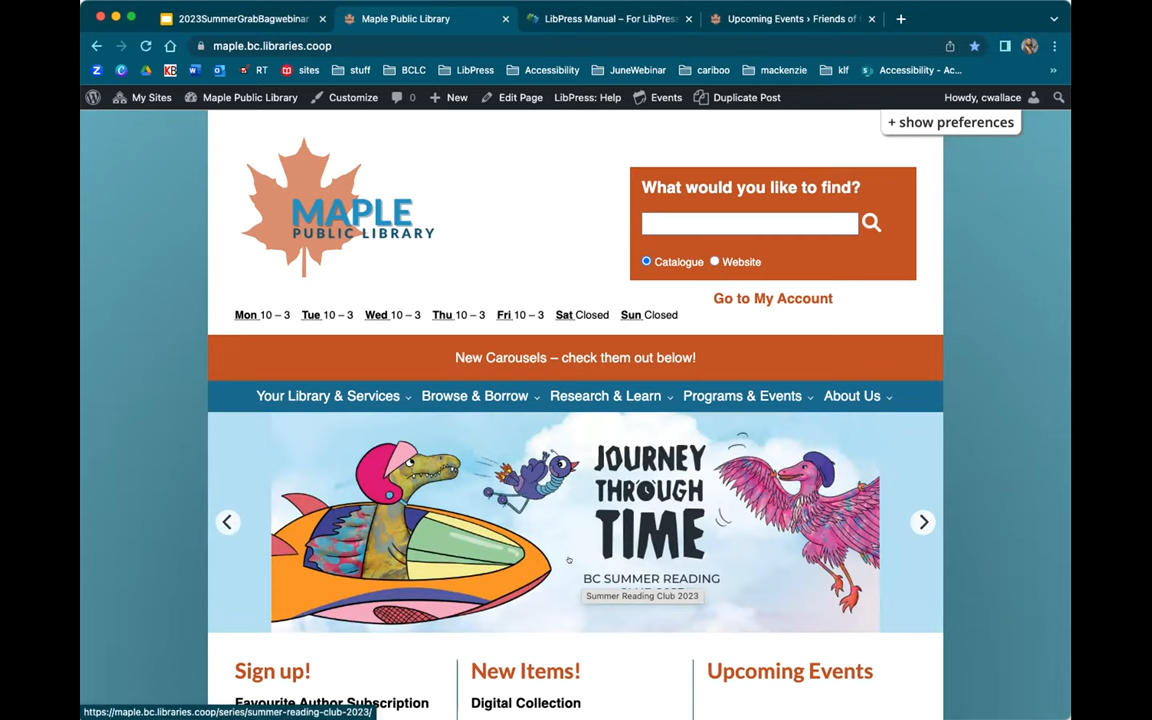 2023SummerGrabBagwebinar
Maple Public Library
LibPress Manual – For LibPres
Upcoming Events › Friends of
maple.bc.libraries.coop
RT
sites
stuff
BCLC
LibPress
Accessibility
JuneWebinar
cariboo
mackenzie
klf
Accessibility - Ac...
My Sites
Maple Public Library
Customize
0
New
Edit Page
LibPress: Help
Events
Duplicate Post
Howdy, cwallace
+ show preferences
MAPLE
PUBLIC LIBRARY
What would you like to find?
Catalogue
Website
Go to My Account
Mon 10 – 3 Tue 10 – 3 Wed 10 – 3 Thu 10 – 3 Fri 10 – 3 Sat Closed Sun Closed
New Carousels – check them out below!
Your Library & Services
Browse & Borrow
Research & Learn
Programs & Events
About Us
JOURNEY
THROUGH
TIME
BC SUMMER READING
Summer Reading Club 2023
Sign up!
New Items!
Upcoming Events
Favourite Author Subscription
Digital Collection
https://maple.bc.libraries.coop/series/summer-reading-club-2023/